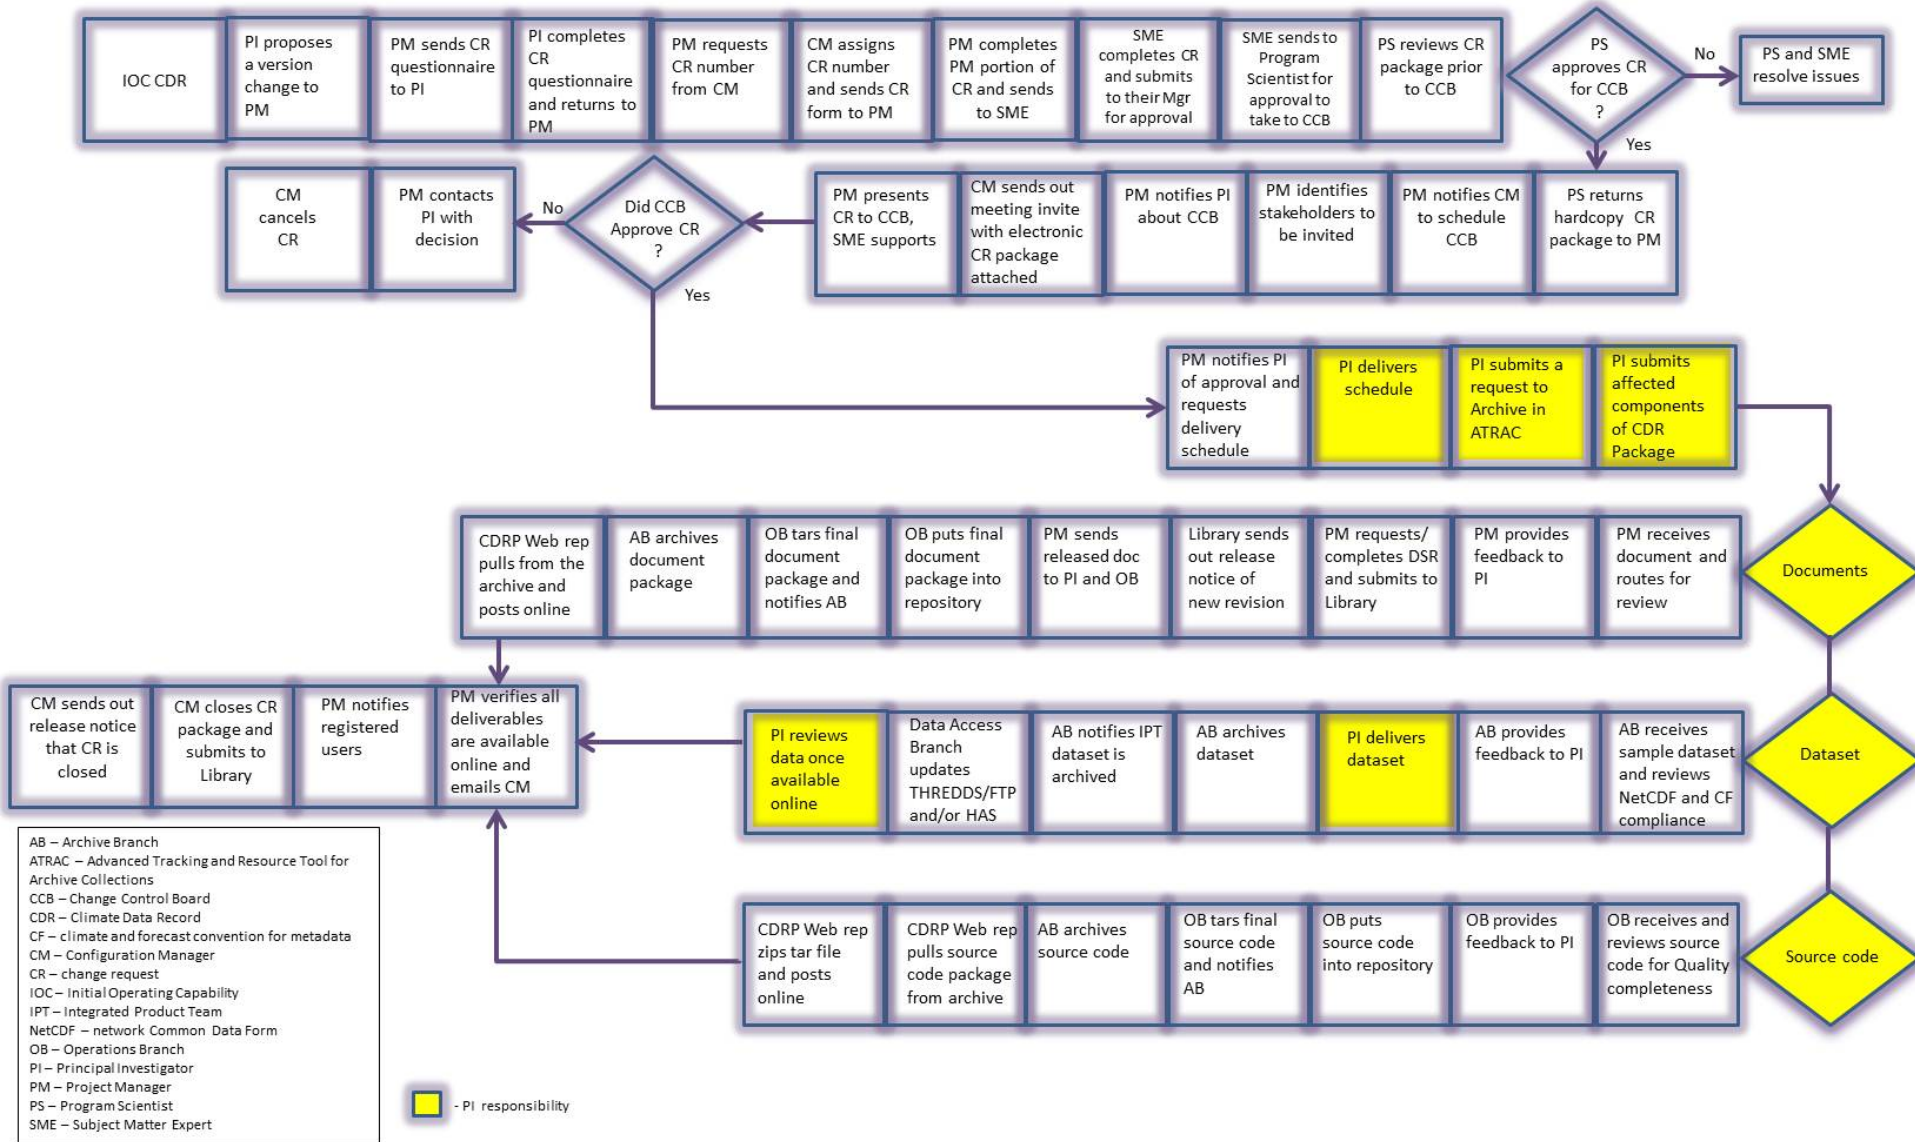 IOC CDR
PI proposes
a version
change to
PM
PM sends CR
questionnaire
to PI
PI completes
CR
questionnaire
and returns to
PM
PM requests
CR number
from CM
CM assigns
CR number
and sends CR
form to PM
PM completes
PM portion of
CR and sends
to SME
SME
completes CR
and submits
to their Mgr
for approval
SME sends to
Program
Scientist for
approval to
take to CCB
PS reviews CR
package prior
to CCB
PS
approves CR
for CCB
?
No
PS and SME
resolve issues
Yes
CM
cancels
CR
PM contacts
PI with
decision
No
Did CCB
Approve CR
?
Yes
PM presents
CR to CCB,
SME supports
CM sends out
meeting invite
with electronic
CR package
attached
PM notifies PI
about CCB
PM identifies
stakeholders to
be invited
PM notifies CM
to schedule
CCB
PS returns
hardcopy CR
package to PM
PM notifies PI
of approval and
requests
delivery
schedule
PI delivers
schedule
PI submits a
request to
Archive in
ATRAC
PI submits
affected
components
of CDR
Package
CDRP Web rep
pulls from the
archive and
posts online
AB archives
document
package
OB tars final
document
package and
notifies AB
OB puts final
document
package into
repository
PM sends
released doc
to PI and OB
Library sends
out release
notice of
new revision
PM requests/
completes DSR
and submits to
Library
PM provides
feedback to
PI
PM receives
document and
routes for
review
Documents
CM sends out
release notice
that CR is
closed
CM closes CR
package and
submits to
Library
PM notifies
registered
users
PM verifies all
deliverables
are available
online and
emails CM
PI reviews
data once
available
online
Data Access
Branch
updates
THREDDS/FTP
and/or HAS
AB notifies IPT
dataset is
archived
AB archives
dataset
PI delivers
dataset
AB provides
feedback to PI
AB receives
sample dataset
and reviews
NetCDF and CF
compliance
Dataset
CDRP Web rep
zips tar file
and posts
online
CDRP Web rep
pulls source
code package
from archive
AB archives
source code
OB tars final
source code
and notifies
AB
OB puts
source code
into repository
OB provides
feedback to PI
OB receives and
reviews source
code for Quality
completeness
Source code
AB – Archive Branch
ATRAC – Advanced Tracking and Resource Tool for
Archive Collections
CCB – Change Control Board
CDR – Climate Data Record
CF – climate and forecast convention for metadata
CM – Configuration Manager
CR – change request
IOC – Initial Operating Capability
IPT – Integrated Product Team
NetCDF – network Common Data Form
OB – Operations Branch
PI – Principal Investigator
PM – Project Manager
PS – Program Scientist
SME – Subject Matter Expert
- PI responsibility